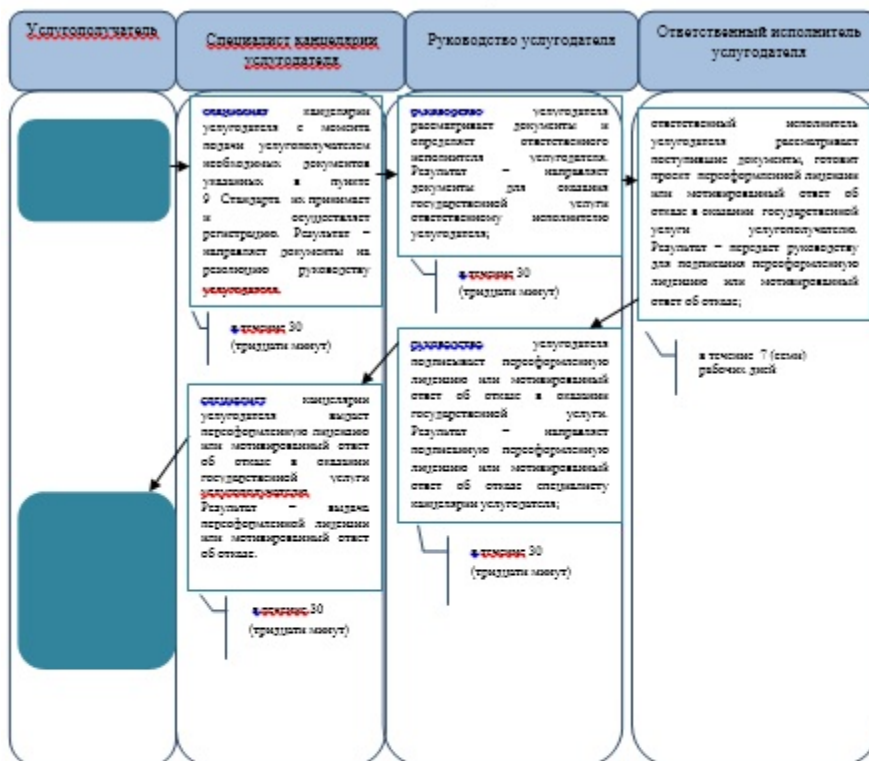 Услугополучатель
Специалист канцелярии
услугодателя
Руководство услугодателя
Ответственный исполнитель
услугодателя
специалист канцелярии
услугодателя с момента
подачи услугополучателем
необходимых документов
указанных в пункте
9 Стандарта их принимает
и осуществляет
регистрацию. Результат –
направляет документы на
резолюцию руководству
услугодателя.
в течение 30
(тридцати минут)
руководство услугодателя
рассматривает документы и
определяет ответственного
исполнителя услугодателя.
Результат – направляет
документы для оказания
государственной услуги
ответственному исполнителю
услугодателя;
в течение 30
(тридцати минут)
ответственный исполнитель
услугодателя рассматривает
поступившие документы, готовит
проект переоформленной лицензии
или мотивированный ответ об
отказе в оказании государственной
услуги услугополучателю.
Результат – передает руководству
для подписания переоформленную
лицензию или мотивированный
ответ об отказе;
в течение 7 (семи)
рабочих дней
руководство услугодателя
подписывает переоформленную
лицензию или мотивированный
ответ об отказе в оказании
государственной услуги.
Результат – направляет
подписанную переоформленную
лицензию или мотивированный
ответ об отказе специалисту
канцелярии услугодателя;
в течение 30
(тридцати минут)
специалист канцелярии
услугодателя выдает
переоформленную лицензию
или мотивированный ответ
об отказе в оказании
государственной услуги
услугополучателю.
Результат – выдача
переоформленной лицензии
или мотивированный ответ
об отказе.
в течение 30
(тридцати минут)